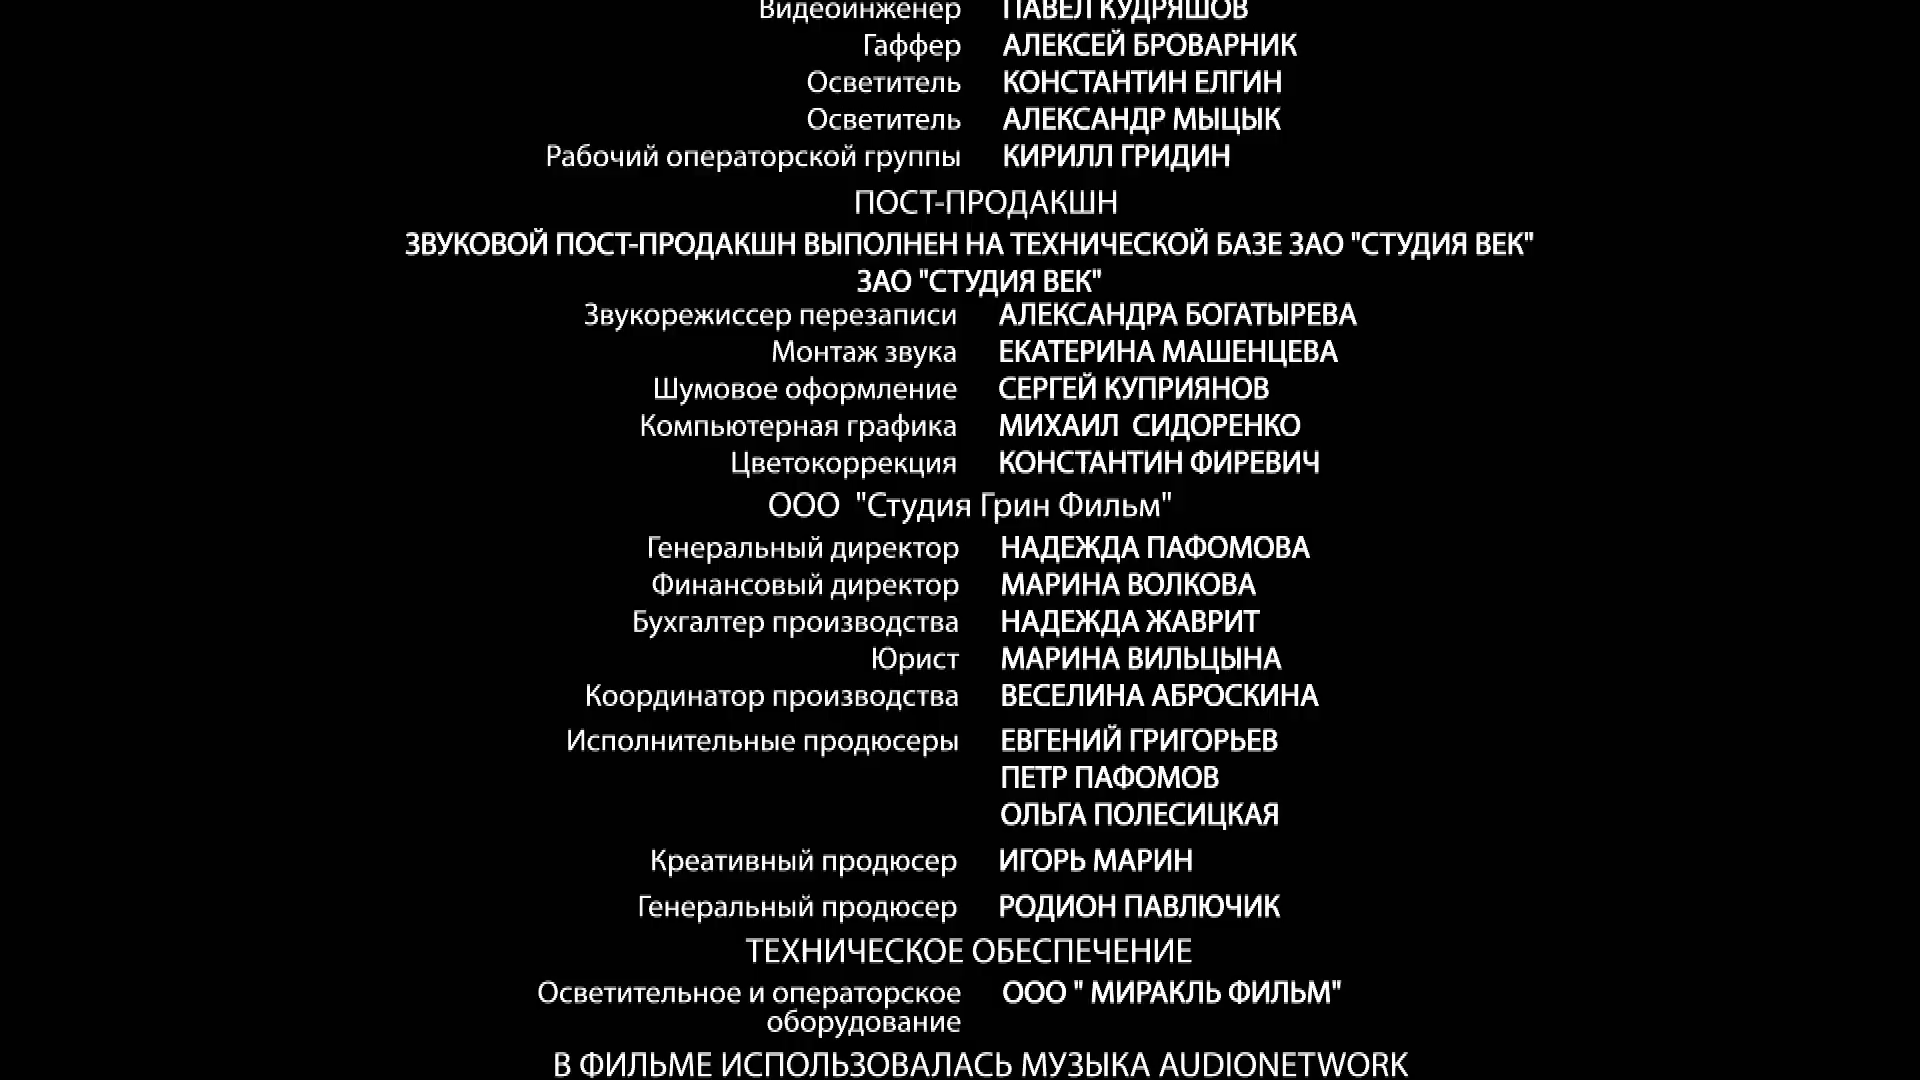 Видеоинженер ПАВЕЛ КУДРЯШОВ
Гаффер АЛЕКСЕЙ БРОВАРНИК
Осветитель КОНСТАНТИН ЕЛГИН
Осветитель АЛЕКСАНДР МЫЦЫК
Рабочий операторской группы КИРИЛЛ ГРИДИН
ПОСТ-ПРОДАКШН
ЗВУКОВОЙ ПОСТ-ПРОДАКШН ВЫПОЛНЕН НА ТЕХНИЧЕСКОЙ БАЗЕ ЗАО "СТУДИЯ ВЕК"
ЗАО "СТУДИЯ ВЕК"
Звукорежиссер перезаписи АЛЕКСАНДРА БОГАТЫРЕВА
Монтаж звука ЕКАТЕРИНА МАШЕНЦЕВА
Шумовое оформление СЕРГЕЙ КУПРИЯНОВ
Компьютерная графика МИХАИЛ СИДОРЕНКО
Цветокоррекция КОНСТАНТИН ФИРЕВИЧ
ООО "Студия Грин Фильм"
Генеральный директор НАДЕЖДА ПАФОМОВА
Финансовый директор МАРИНА ВОЛКОВА
Бухгалтер производства НАДЕЖДА ЖАВРИТ
Юрист МАРИНА ВИЛЬЦЫНА
Координатор производства ВЕСЕЛИНА АБРОСКИНА
Исполнительные продюсеры ЕВГЕНИЙ ГРИГОРЬЕВ
ПЕТР ПАФОМОВ
ОЛЬГА ПОЛЕСИЦКАЯ
Креативный продюсер ИГОРЬ МАРИН
Генеральный продюсер РОДИОН ПАВЛЮЧИК
ТЕХНИЧЕСКОЕ ОБЕСПЕЧЕНИЕ
Осветительное и операторское ООО " МИРАКЛЬ ФИЛЬМ"
оборудование
В ФИЛЬМЕ ИСПОЛЬЗОВАЛАСЬ МУЗЫКА AUDIONETWORK